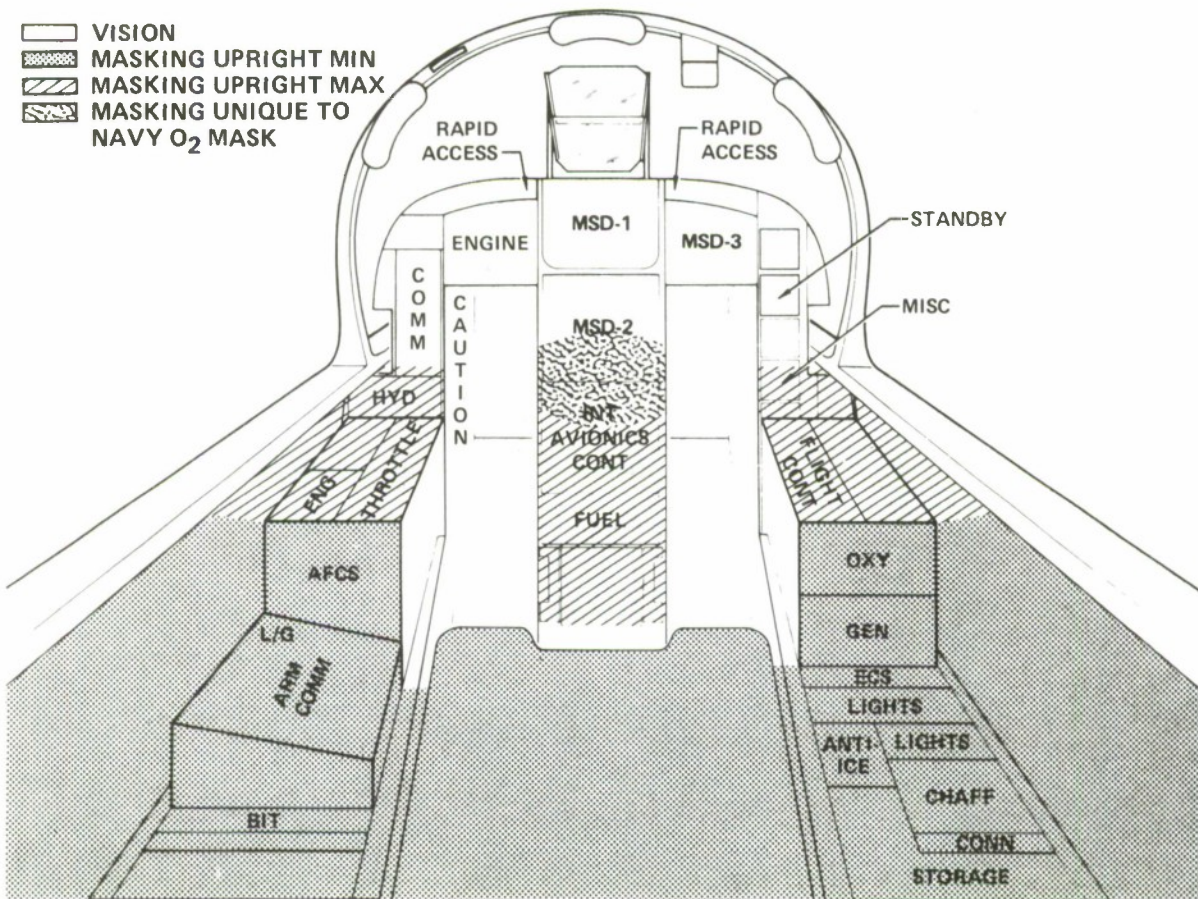 VISION
MASKING UPRIGHT MIN
MASKING UPRIGHT MAX
MASKING UNIQUE TO
NAVY O₂ MASK
RAPID
ACCESS
RAPID
ACCESS
MSD-1
ENGINE
MSD-3
STANDBY
COMM
CAUTION
MSD-2
MISC
HYD
INT
AVIONICS
CONT
THROTTLE
ENG
FLIGHT
CONT
FUEL
AFCS
OXY
L/G
GEN
ARM
COMM
ECS
LIGHTS
ANTI-
ICE
LIGHTS
CHAFF
BIT
CONN
STORAGE